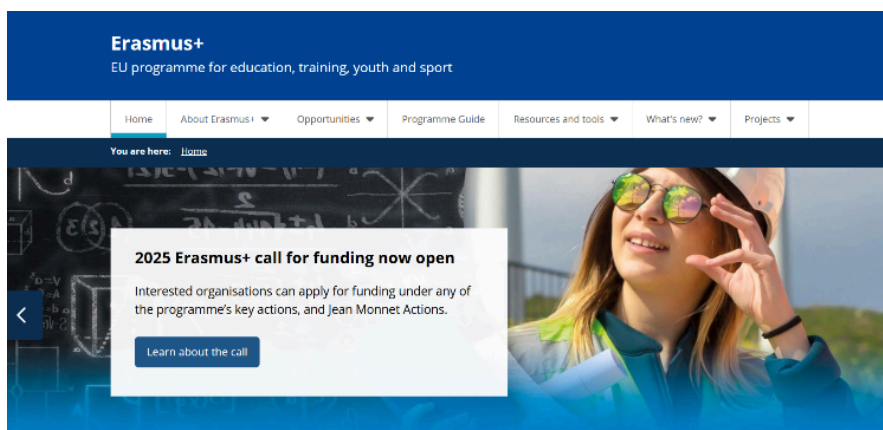 Erasmus+
EU programme for education, training, youth and sport
Home About Erasmus+ Opportunities Programme Guide Resources and tools What's new? Projects
You are here: Home
2025 Erasmus+ call for funding now open
Interested organisations can apply for funding under any of
the programme's key actions, and Jean Monnet Actions.
Learn about the call